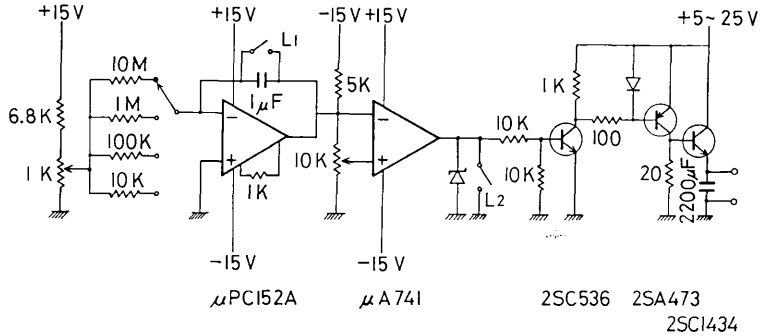 +15V
+15V
-15V
+15V
+5~25V
L1
10M
1μF
5K
1K
6.8K
1M
100K
10K
100
1K
10K
1K
10K
10K
20
2200μF
L2
-15V
-15V
μPC152A
μA741
2SC536
2SA473
2SC1434